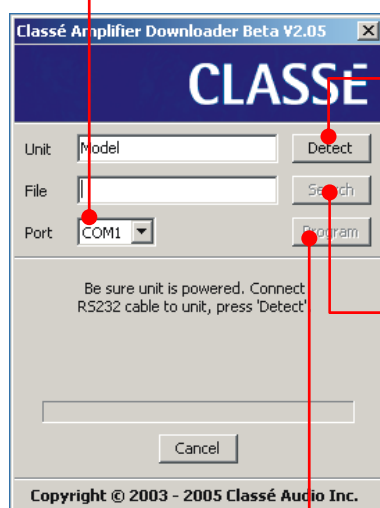 Classé Amplifier Downloader Beta V2.05
CLASSÉ
Unit Model Detect
File Search
Port COM1 Program
Be sure unit is powered. Connect
RS232 cable to unit, press 'Detect'.
Cancel
Copyright © 2003 - 2005 Classé Audio Inc.